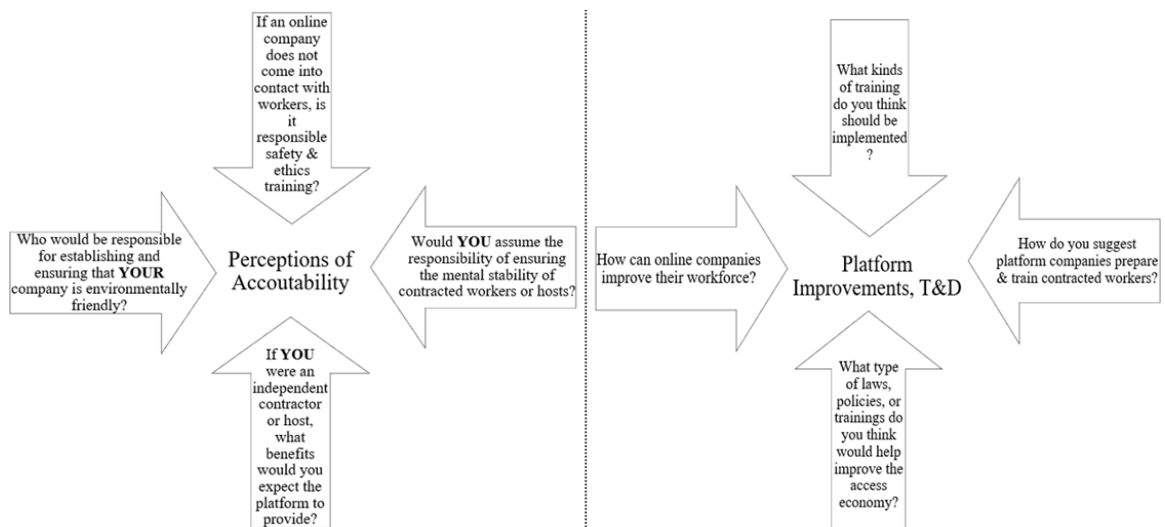 If an online
company
does not
come into
contact with
workers, is
it
responsible
safety &
ethics
training?
Who would be responsible
for establishing and
ensuring that YOUR
company is environmentally
friendly?
Perceptions of
Accoutability
Would YOU assume the
responsibility of ensuring
the mental stability of
contracted workers or hosts?
If YOU
were an
independent
contractor
or host,
what
benefits
would you
expect the
platform to
provide?
What kinds
of training
do you think
should be
implemented
?
How can online companies
improve their workforce?
Platform
Improvements, T&D
How do you suggest
platform companies prepare
& train contracted workers?
What type
of laws,
policies, or
trainings do
you think
would help
improve the
access
economy?